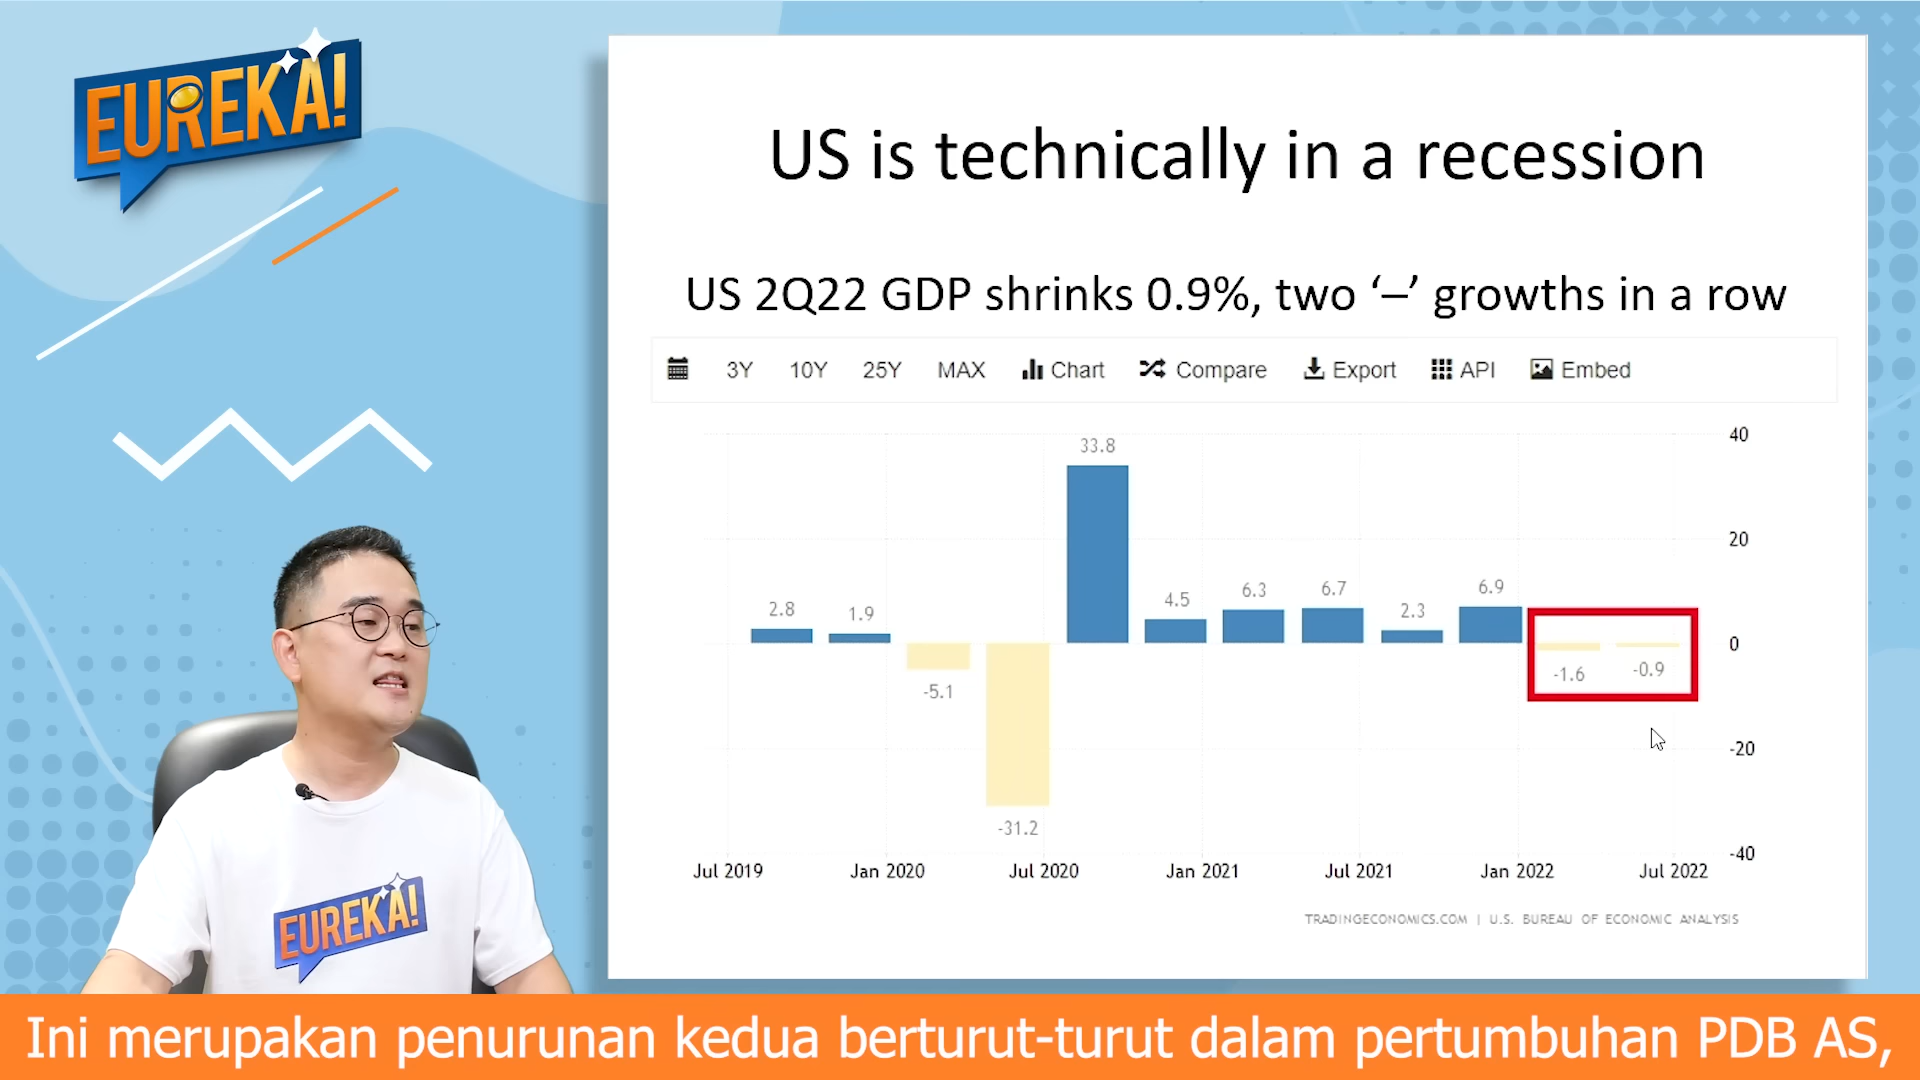 EUREKA!
US is technically in a recession
US 2Q22 GDP shrinks 0.9%, two ‘–’ growths in a row
3Y 10Y 25Y MAX Chart Compare Export API Embed
40
20
0
-20
-40
2.8
1.9
-5.1
-31.2
33.8
4.5
6.3
6.7
2.3
6.9
-1.6
-0.9
Jul 2019 Jan 2020 Jul 2020 Jan 2021 Jul 2021 Jan 2022 Jul 2022
TRADINGECONOMICS.COM | U.S. BUREAU OF ECONOMIC ANALYSIS
EUREKA!
Ini merupakan penurunan kedua berturut-turut dalam pertumbuhan PDB AS,